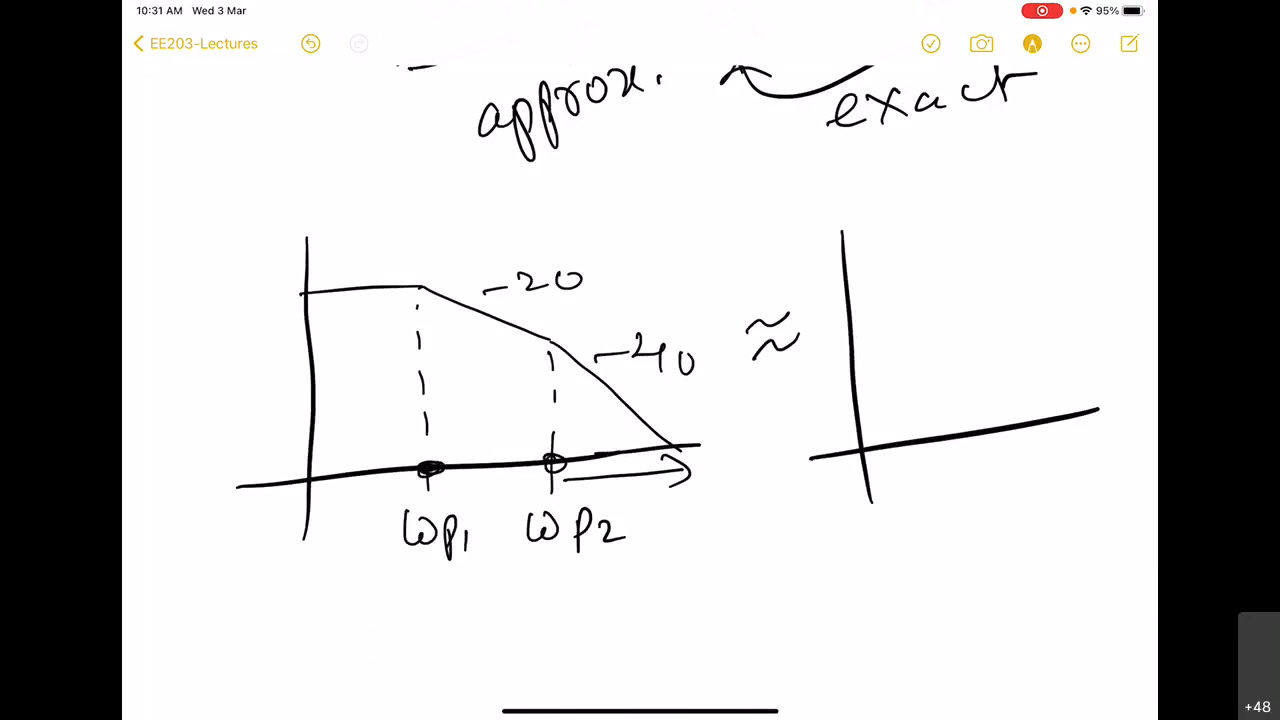 10:31 AM Wed 3 Mar
95%
EE203-Lectures
approx.
exact
-20
-40
≈
ωp1 ωp2
+48